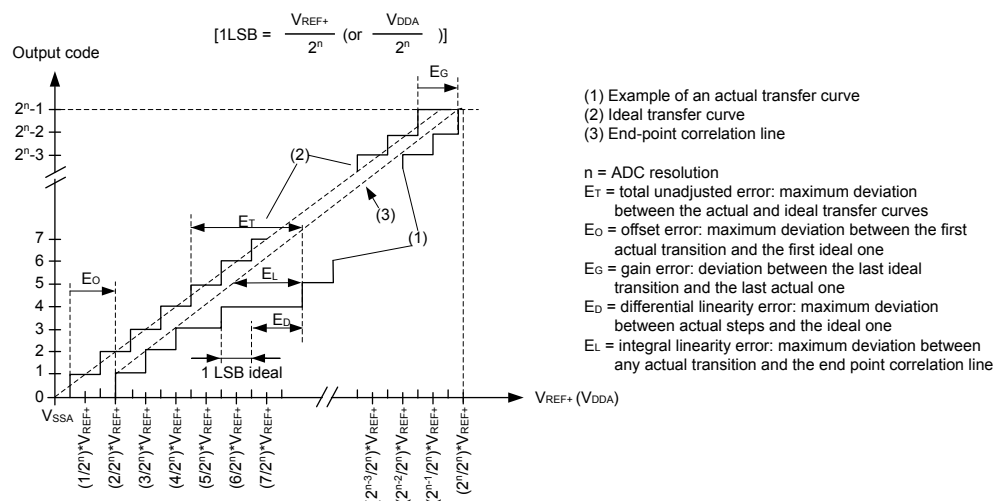 [1LSB = VREF+ / 2ⁿ (or VDDA / 2ⁿ )]
Output code
EG
2ⁿ-1
2ⁿ-2
2ⁿ-3
7
6
5
4
3
2
1
0
(2)
(3)
(1)
ET
EO
EL
ED
1 LSB ideal
VSSA
VREF+ (VDDA)
(1/2ⁿ)*VREF+
(2/2ⁿ)*VREF+
(3/2ⁿ)*VREF+
(4/2ⁿ)*VREF+
(5/2ⁿ)*VREF+
(6/2ⁿ)*VREF+
(7/2ⁿ)*VREF+
(2ⁿ-3/2ⁿ)*VREF+
(2ⁿ-2/2ⁿ)*VREF+
(2ⁿ-1/2ⁿ)*VREF+
(2ⁿ/2ⁿ)*VREF+
(1) Example of an actual transfer curve
(2) Ideal transfer curve
(3) End-point correlation line
n = ADC resolution
ET = total unadjusted error: maximum deviation
between the actual and ideal transfer curves
EO = offset error: maximum deviation between the first
actual transition and the first ideal one
EG = gain error: deviation between the last ideal
transition and the last actual one
ED = differential linearity error: maximum deviation
between actual steps and the ideal one
EL = integral linearity error: maximum deviation between
any actual transition and the end point correlation line